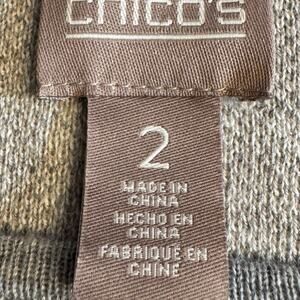 chico's
2
MADE IN
CHINA
HECHO EN
CHINA
FABRIQUÉ EN
CHINE